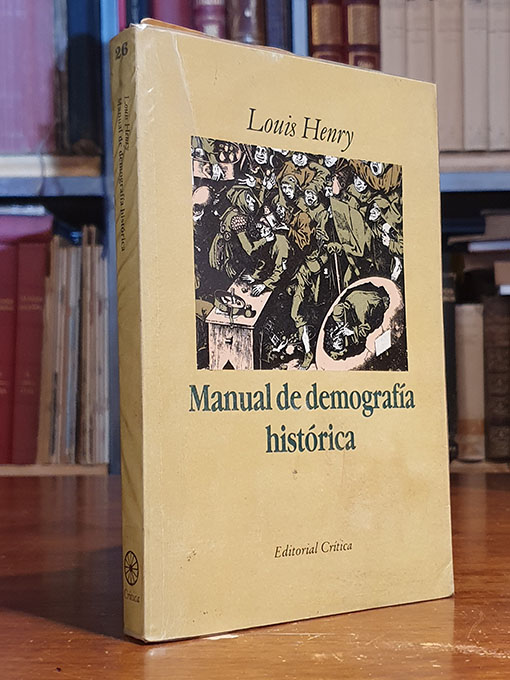 Louis Henry
Manual de demografía
histórica
Editorial Crítica
26
Louis Henry
Manual de demografía histórica
Crítica